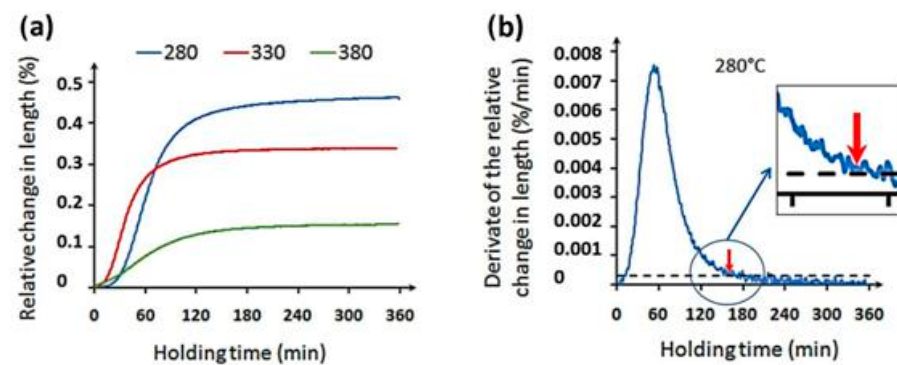 (a)
280 330 380
Relative change in length (%)
0.5
0.4
0.3
0.2
0.1
0
0 60 120 180 240 300 360
Holding time (min)
(b)
280°C
Derivate of the relative
change in length (%/min)
0.008
0.007
0.006
0.005
0.004
0.003
0.002
0.001
0
0 60 120 180 240 300 360
Holding time (min)